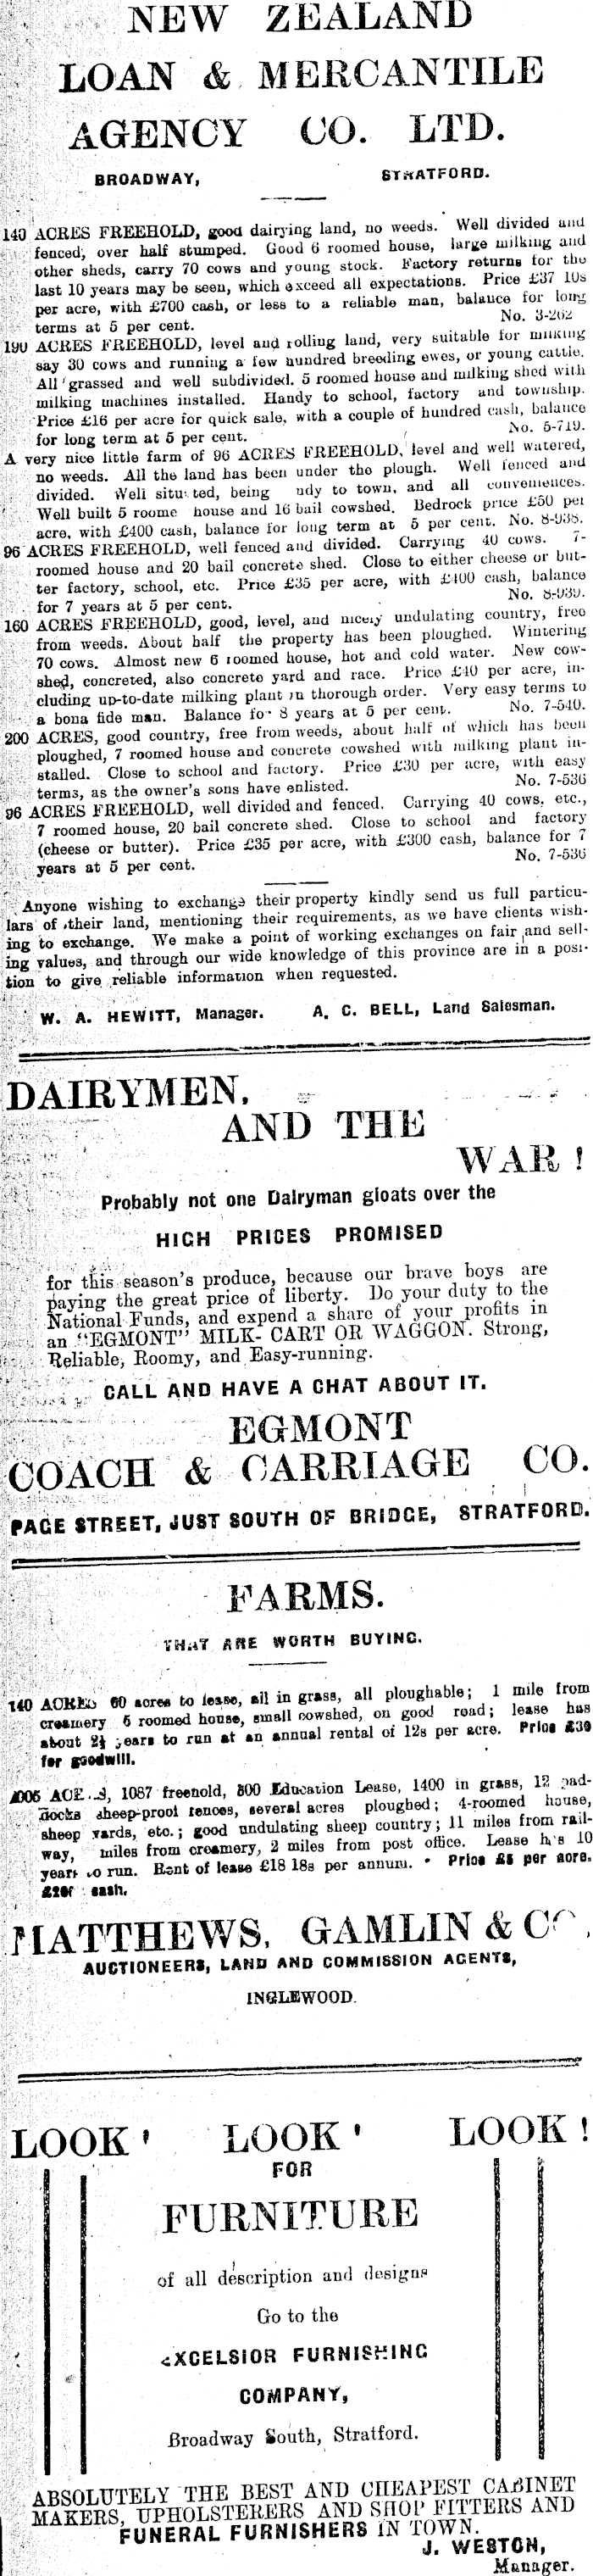 NEW ZEALAND
LOAN & MERCANTILE
AGENCY CO. LTD.
BROADWAY, STRATFORD.
140 ACRES FREEHOLD, good dairying land, no weeds. Well divided and
fenced, over half stumped. Good 6 roomed house, large milking and
other sheds, carry 70 cows and young stock. Factory returns for the
last 10 years may be seen, which exceed all expectations. Price £37 10s
per acre, with £700 cash, or less to a reliable man, balance for long
terms at 5 per cent. No. 3-262
190 ACRES FREEHOLD, level and rolling land, very suitable for milking
say 30 cows and running a few hundred breeding ewes, or young cattle.
All grassed and well subdivided. 5 roomed house and milking shed with
milking machines installed. Handy to school, factory and township.
Price £16 per acre for quick sale, with a couple of hundred cash, balance
for long term at 5 per cent. No. 5-719.
A very nice little farm of 96 ACRES FREEHOLD, level and well watered,
no weeds. All the land has been under the plough. Well fenced and
divided. Well situ ted, being udy to town, and all conveniences.
Well built 5 roome house and 16 bail cowshed. Bedrock price £50 per
acre, with £400 cash, balance for long term at 5 per cent. No. 8-938.
96 ACRES FREEHOLD, well fenced and divided. Carrying 40 cows. 7-
roomed house and 20 bail concrete shed. Close to either cheese or but-
ter factory, school, etc. Price £35 per acre, with £400 cash, balance
for 7 years at 5 per cent. No. 8-939.
160 ACRES FREEHOLD, good, level, and nicely undulating country, free
from weeds. About half the property has been ploughed. Wintering
70 cows. Almost new 6 roomed house, hot and cold water. New cow-
shed, concreted, also concrete yard and race. Price £40 per acre, in-
cluding up-to-date milking plant in thorough order. Very easy terms to
a bona fide man. Balance for 8 years at 5 per cent. No. 7-540.
200 ACRES, good country, free from weeds, about half of which has been
ploughed, 7 roomed house and concrete cowshed with milking plant in-
stalled. Close to school and factory. Price £30 per acre, with easy
terms, as the owner's sons have enlisted. No. 7-536
96 ACRES FREEHOLD, well divided and fenced. Carrying 40 cows, etc.,
7 roomed house, 20 bail concrete shed. Close to school and factory
(cheese or butter). Price £35 per acre, with £300 cash, balance for 7
years at 5 per cent. No. 7-536
Anyone wishing to exchange their property kindly send us full particu-
lars of their land, mentioning their requirements, as we have clients wish-
ing to exchange. We make a point of working exchanges on fair and sell-
ing values, and through our wide knowledge of this province are in a posi-
tion to give reliable information when requested.
W. A. HEWITT, Manager. A. C. BELL, Land Salesman.
DAIRYMEN,
AND THE
WAR !
Probably not one Dairyman gloats over the
HIGH PRICES PROMISED
for this season's produce, because our brave boys are
paying the great price of liberty. Do your duty to the
National Funds, and expend a share of your profits in
an "EGMONT" MILK- CART OR WAGGON. Strong,
Reliable, Roomy, and Easy-running.
CALL AND HAVE A CHAT ABOUT IT.
EGMONT
COACH & CARRIAGE CO.
PAGE STREET, JUST SOUTH OF BRIDGE, STRATFORD.
FARMS.
THAT ARE WORTH BUYING.
140 ACRES 60 acres to lease, all in grass, all ploughable; 1 mile from
creamery 6 roomed house, small cowshed, on good road; lease has
about 2½ years to run at an annual rental of 12s per acre. Price £30
for goodwill.
ACRES, 1087 freehold, 800 Education Lease, 1400 in grass, 12 pad-
docks sheep-proof fences, several acres ploughed; 4-roomed house,
sheep yards, etc.; good undulating sheep country; 11 miles from rail-
way, miles from creamery, 2 miles from post office. Lease has 10
years to run. Rent of lease £18 18s per annum. Price £5 per acre.
cash.
MATTHEWS, GAMLIN & CO.,
AUCTIONEERS, LAND AND COMMISSION AGENTS,
INGLEWOOD.
LOOK ! LOOK ! LOOK !
FOR
FURNITURE
of all description and designs
Go to the
EXCELSIOR FURNISHING
COMPANY,
Broadway South, Stratford.
ABSOLUTELY THE BEST AND CHEAPEST CABINET
MAKERS, UPHOLSTERERS AND SHOP FITTERS AND
FUNERAL FURNISHERS IN TOWN.
J. WESTON,
Manager.